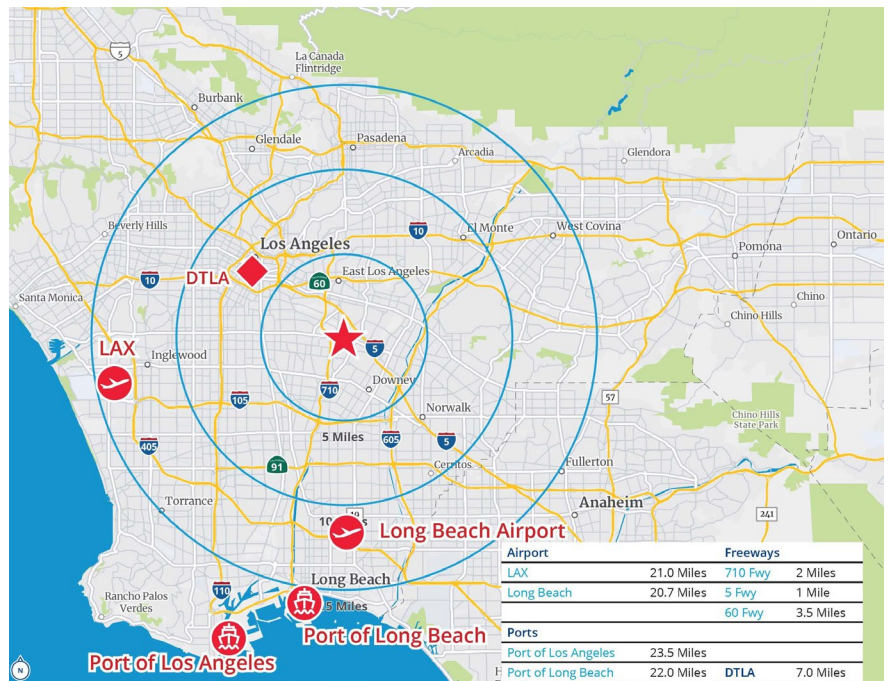 5
La Canada
Flintridge
Burbank
Glendale
Pasadena
Arcadia
Glendora
Beverly Hills
Los Angeles
10
El Monte
West Covina
Pomona
Ontario
DTLA
60
East Los Angeles
10
Santa Monica
Chino
Chino Hills
LAX
Inglewood
5
710
Downey
105
Norwalk
57
Chino Hills
State Park
5 Miles
605
5
405
91
Cerritos
Fullerton
Torrance
Anaheim
241
Long Beach Airport
Long Beach
110
Rancho Palos
Verdes
5 Miles
Port of Long Beach
Port of Los Angeles
N
Airport Freeways
LAX 21.0 Miles 710 Fwy 2 Miles
Long Beach 20.7 Miles 5 Fwy 1 Mile
60 Fwy 3.5 Miles
Ports
Port of Los Angeles 23.5 Miles
Port of Long Beach 22.0 Miles DTLA 7.0 Miles